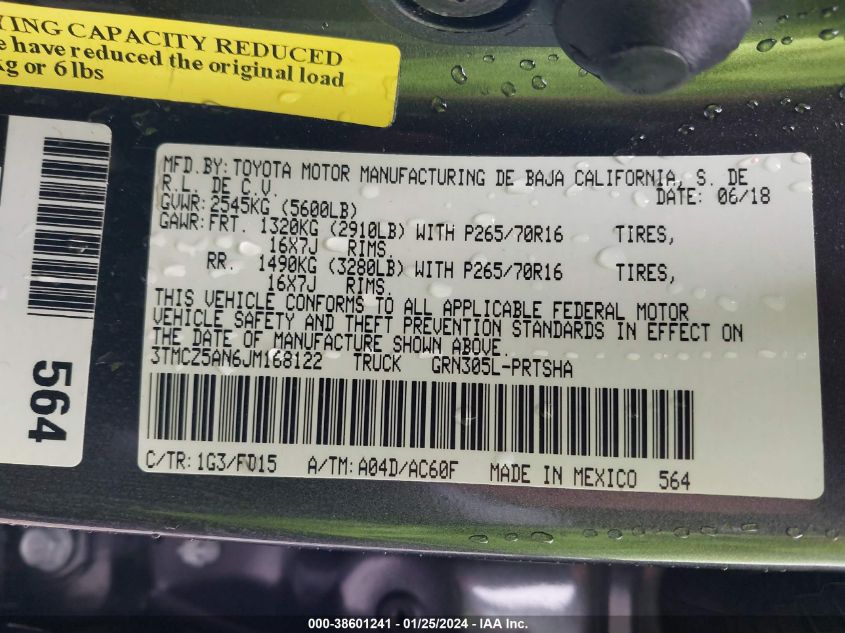 YING CAPACITY REDUCED
e have reduced the original load
kg or 6 lbs
564
MFD.BY:TOYOTA MOTOR MANUFACTURING DE BAJA CALIFORNIA, S. DE
R.L. DE C.V. DATE: 06/18
GVWR:2545KG (5600LB)
GAWR:FRT. 1320KG (2910LB) WITH P265/70R16 TIRES,
16X7J RIMS.
RR. 1490KG (3280LB) WITH P265/70R16 TIRES,
16X7J RIMS.
THIS VEHICLE CONFORMS TO ALL APPLICABLE FEDERAL MOTOR
VEHICLE SAFETY AND THEFT PREVENTION STANDARDS IN EFFECT ON
THE DATE OF MANUFACTURE SHOWN ABOVE.
3TMCZ5AN6JM168122 TRUCK GRN305L-PRTSHA
C/TR:1G3/FD15 A/TM:A04D/AC60F MADE IN MEXICO 564
000-38601241 - 01/25/2024 - IAA Inc.